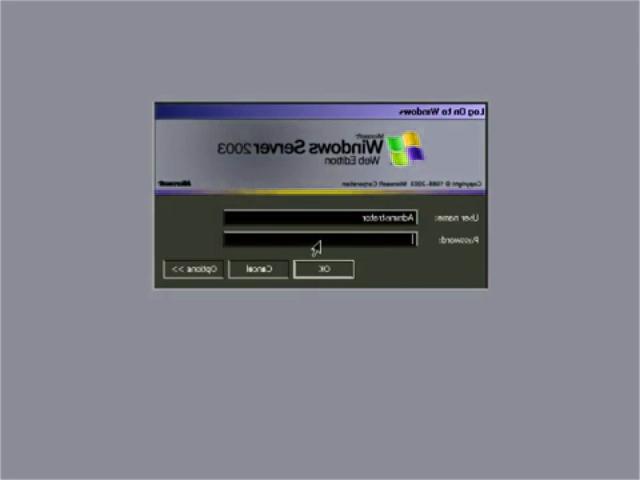 Log On to Windows
Microsoft
Windows Server 2003
Web Edition
Copyright © 1985-2003 Microsoft Corporation
Microsoft
User name: Administrator
Password:
OK Cancel Options >>